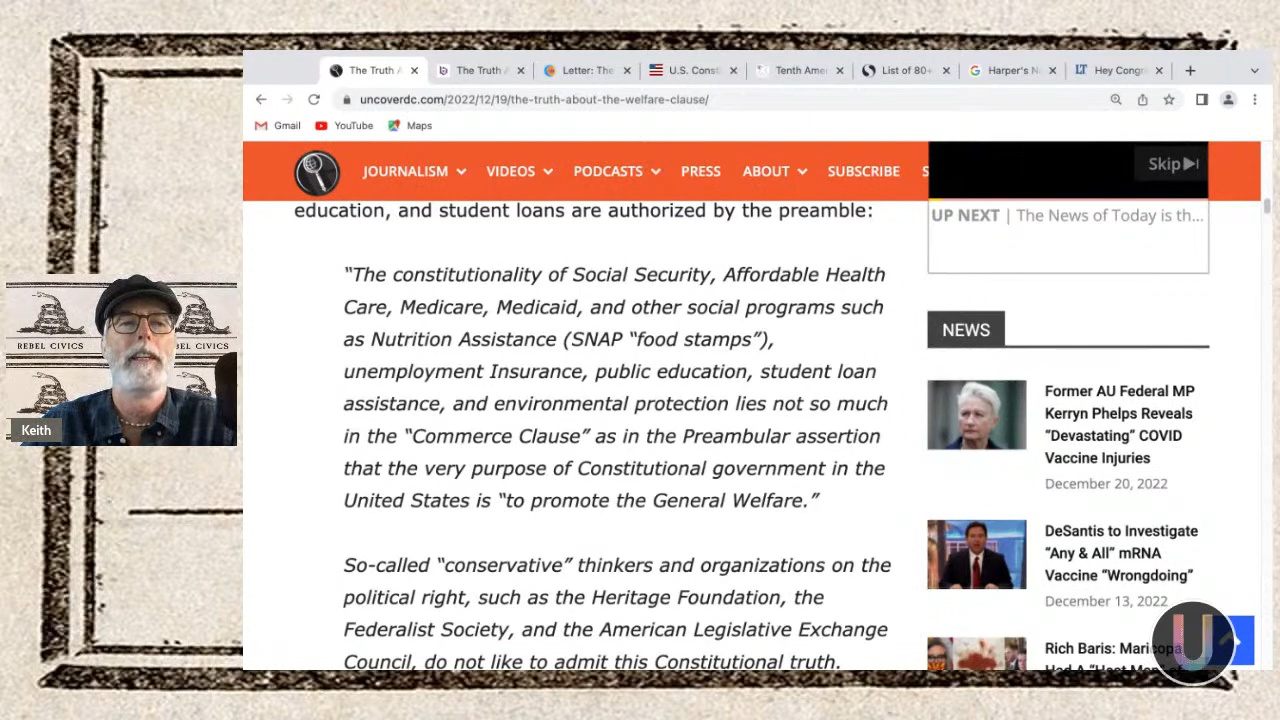 The Truth A
The Truth A
Letter: The
U.S. Const
Tenth Ame
List of 80+
Harper's N
Hey Congr
uncoverdc.com/2022/12/19/the-truth-about-the-welfare-clause/
Gmail
YouTube
Maps
JOURNALISM
VIDEOS
PODCASTS
PRESS
ABOUT
SUBSCRIBE
S
Skip
education, and student loans are authorized by the preamble:
“The constitutionality of Social Security, Affordable Health
Care, Medicare, Medicaid, and other social programs such
as Nutrition Assistance (SNAP “food stamps”),
unemployment Insurance, public education, student loan
assistance, and environmental protection lies not so much
in the “Commerce Clause” as in the Preambular assertion
that the very purpose of Constitutional government in the
United States is “to promote the General Welfare.”
So-called “conservative” thinkers and organizations on the
political right, such as the Heritage Foundation, the
Federalist Society, and the American Legislative Exchange
Council, do not like to admit this Constitutional truth.
UP NEXT | The News of Today is th...
NEWS
Former AU Federal MP
Kerryn Phelps Reveals
“Devastating” COVID
Vaccine Injuries
December 20, 2022
DeSantis to Investigate
“Any & All” mRNA
Vaccine “Wrongdoing”
December 13, 2022
Rich Baris: Maricopa
Had A “Host Men” of
U
REBEL CIVICS
BEL CIVICS
Keith